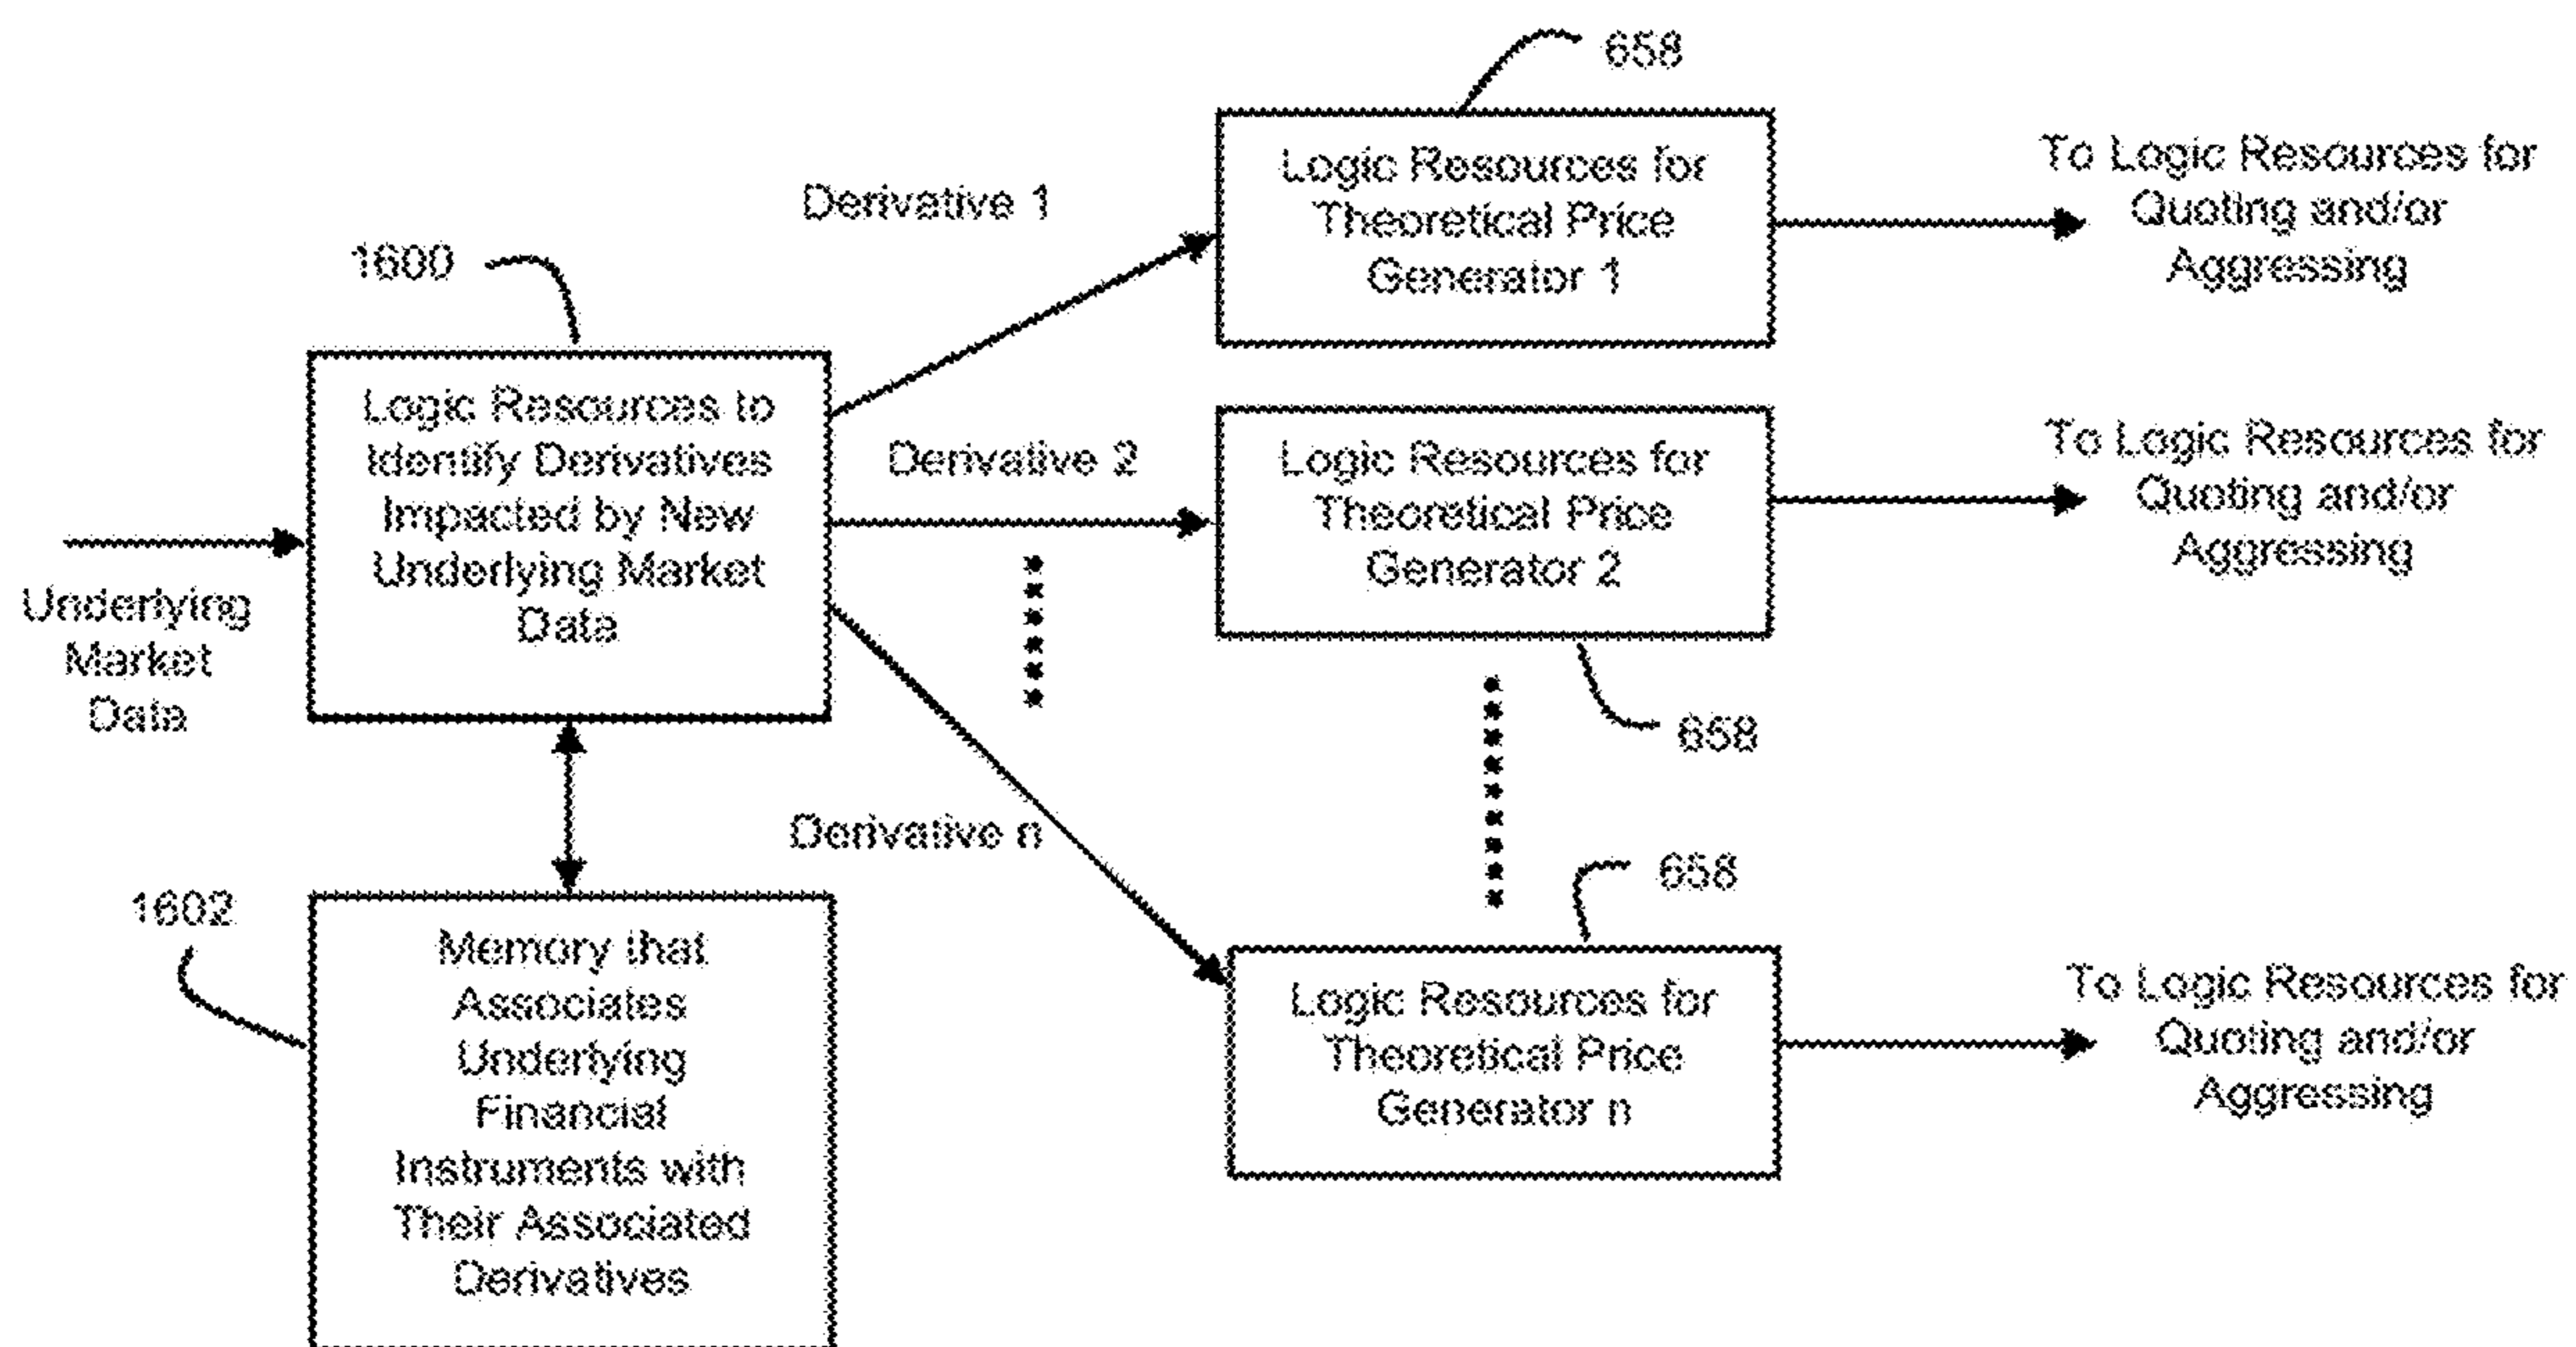 658
Logic Resources for
Theoretical Price
Generator 1
To Logic Resources for
Quoting and/or
Aggressing
Derivative 1
1600
Logic Resources to
Identify Derivatives
Impacted by New
Underlying Market
Data
Derivative 2
Logic Resources for
Theoretical Price
Generator 2
To Logic Resources for
Quoting and/or
Aggressing
Underlying
Market
Data
658
Derivative n
658
1602
Memory that
Associates
Underlying
Financial
Instruments with
Their Associated
Derivatives
Logic Resources for
Theoretical Price
Generator n
To Logic Resources for
Quoting and/or
Aggressing